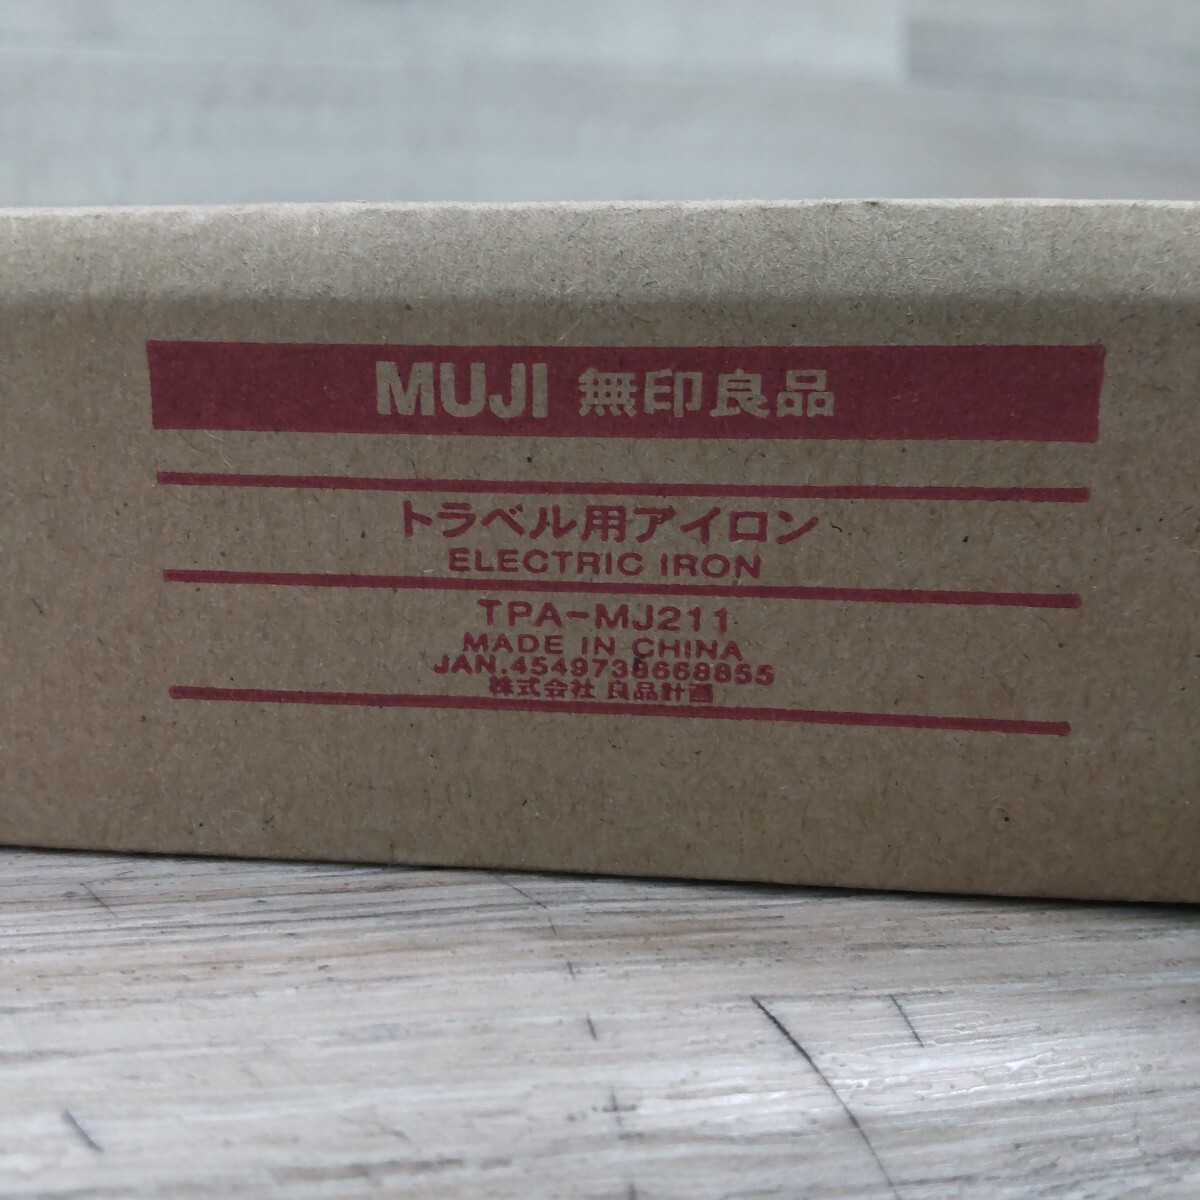 MUJI 無印良品
トラベル用アイロン
ELECTRIC IRON
TPA-MJ211
MADE IN CHINA
JAN.4549738668855
株式会社 良品計画